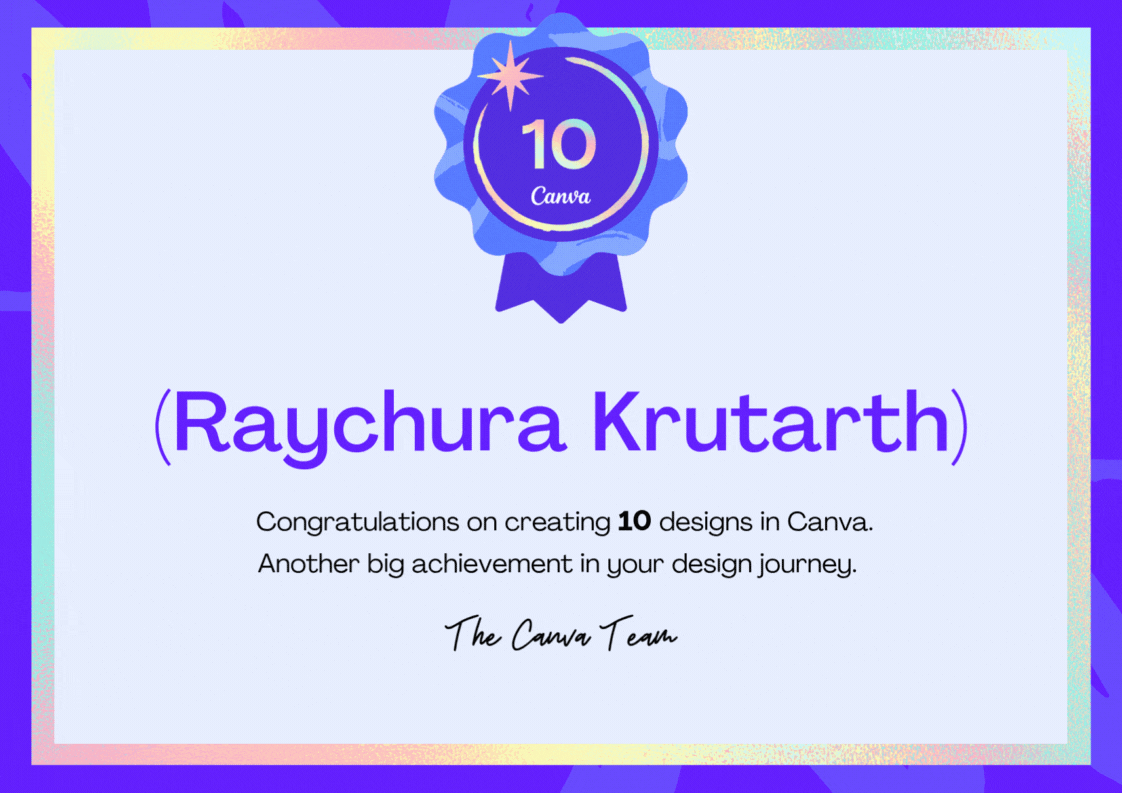 10
Canva
(Raychura Krutarth)
Congratulations on creating 10 designs in Canva.
Another big achievement in your design journey.
The Canva Team